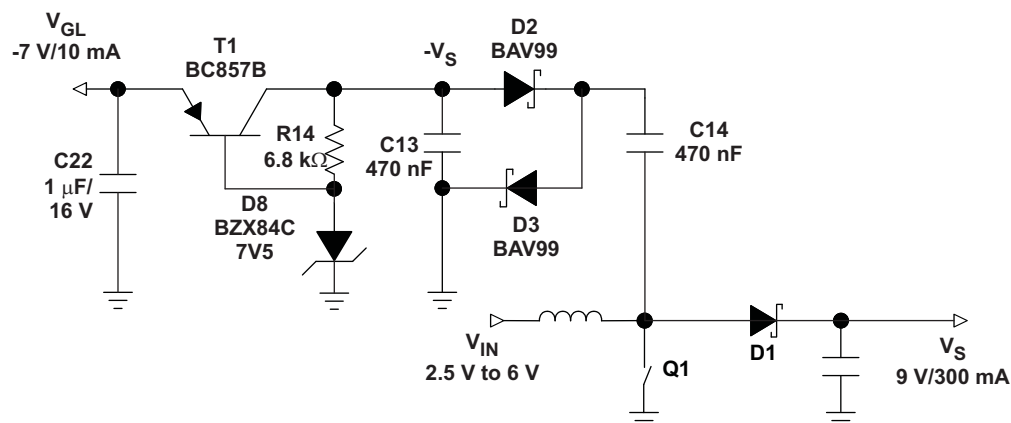 V_GL
-7 V/10 mA
T1
BC857B
-V_S
D2
BAV99
C22
1 μF/
16 V
R14
6.8 kΩ
C13
470 nF
C14
470 nF
D8
BZX84C
7V5
D3
BAV99
V_IN
2.5 V to 6 V
Q1
D1
V_S
9 V/300 mA